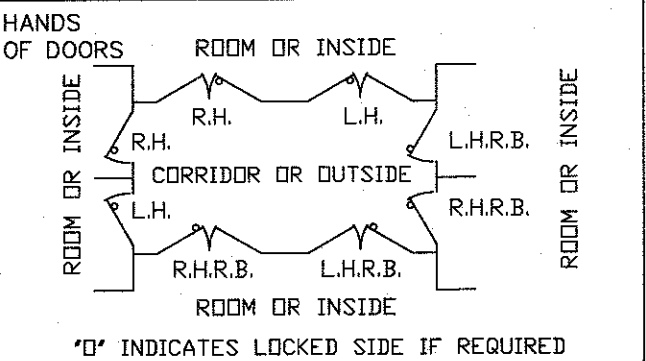 HANDS
OF DOORS
ROOM OR INSIDE
ROOM OR INSIDE
R.H.
L.H.
R.H.
L.H.R.B.
CORRIDOR OR OUTSIDE
L.H.
R.H.R.B.
R.H.R.B.
L.H.R.B.
ROOM OR INSIDE
ROOM OR INSIDE
"O" INDICATES LOCKED SIDE IF REQUIRED